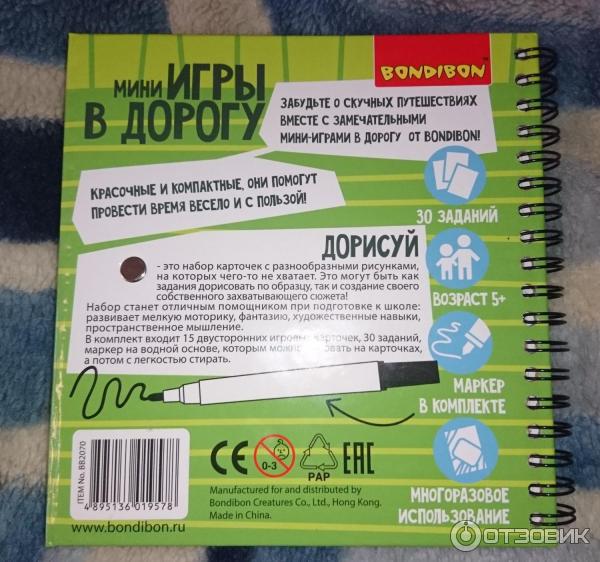 BONDIBON
МИНИ ИГРЫ
В ДОРОГУ
ЗАБУДЬТЕ О СКУЧНЫХ ПУТЕШЕСТВИЯХ
ВМЕСТЕ С ЗАМЕЧАТЕЛЬНЫМИ
МИНИ-ИГРАМИ В ДОРОГУ ОТ BONDIBON!
КРАСОЧНЫЕ И КОМПАКТНЫЕ, ОНИ ПОМОГУТ
ПРОВЕСТИ ВРЕМЯ ВЕСЕЛО И С ПОЛЬЗОЙ!
30 ЗАДАНИЙ
ВОЗРАСТ 5+
МАРКЕР
В КОМПЛЕКТЕ
МНОГОРАЗОВОЕ
ИСПОЛЬЗОВАНИЕ
ДОРИСУЙ
- это набор карточек с разнообразными рисунками,
на которых чего-то не хватает. Это могут быть как
задания дорисовать по образцу, так и создание своего
собственного захватывающего сюжета!
Набор станет отличным помощником при подготовке к школе:
развивает мелкую моторику, фантазию, художественные навыки,
пространственное мышление.
В комплект входит 15 двусторонних игровых карточек, 30 заданий,
маркер на водной основе, которым можно рисовать на карточках,
а потом с легкостью стирать.
ITEM No. BB2070
4895136019578
www.bondibon.ru
CE
0-3
PAP
EAC
Manufactured for and distributed by
Bondibon Creatures Co., Ltd., Hong Kong.
Made in China.
ОТЗОВИК